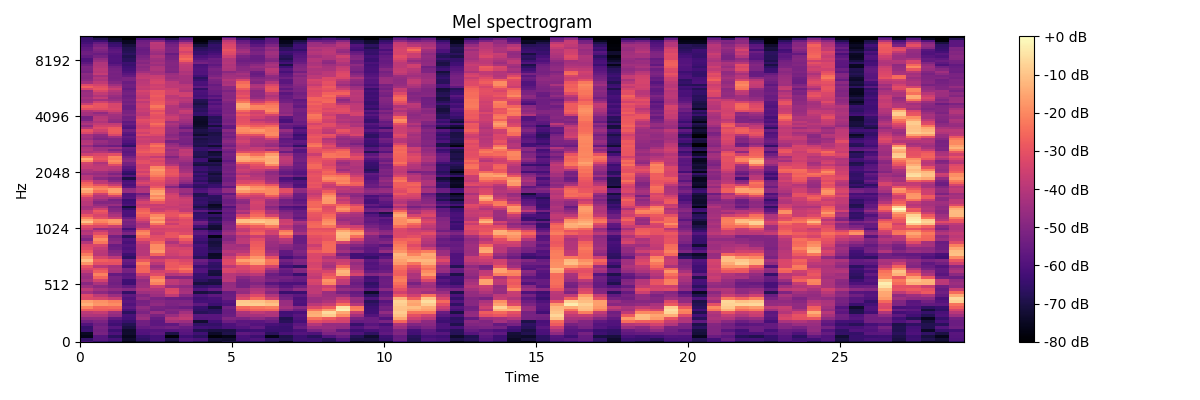 Mel spectrogram
+0 dB
8192
-10 dB
4096
-20 dB
-30 dB
2048
Hz
-40 dB
1024
-50 dB
512
-60 dB
-70 dB
0
-80 dB
0 5 10 15 20 25
Time